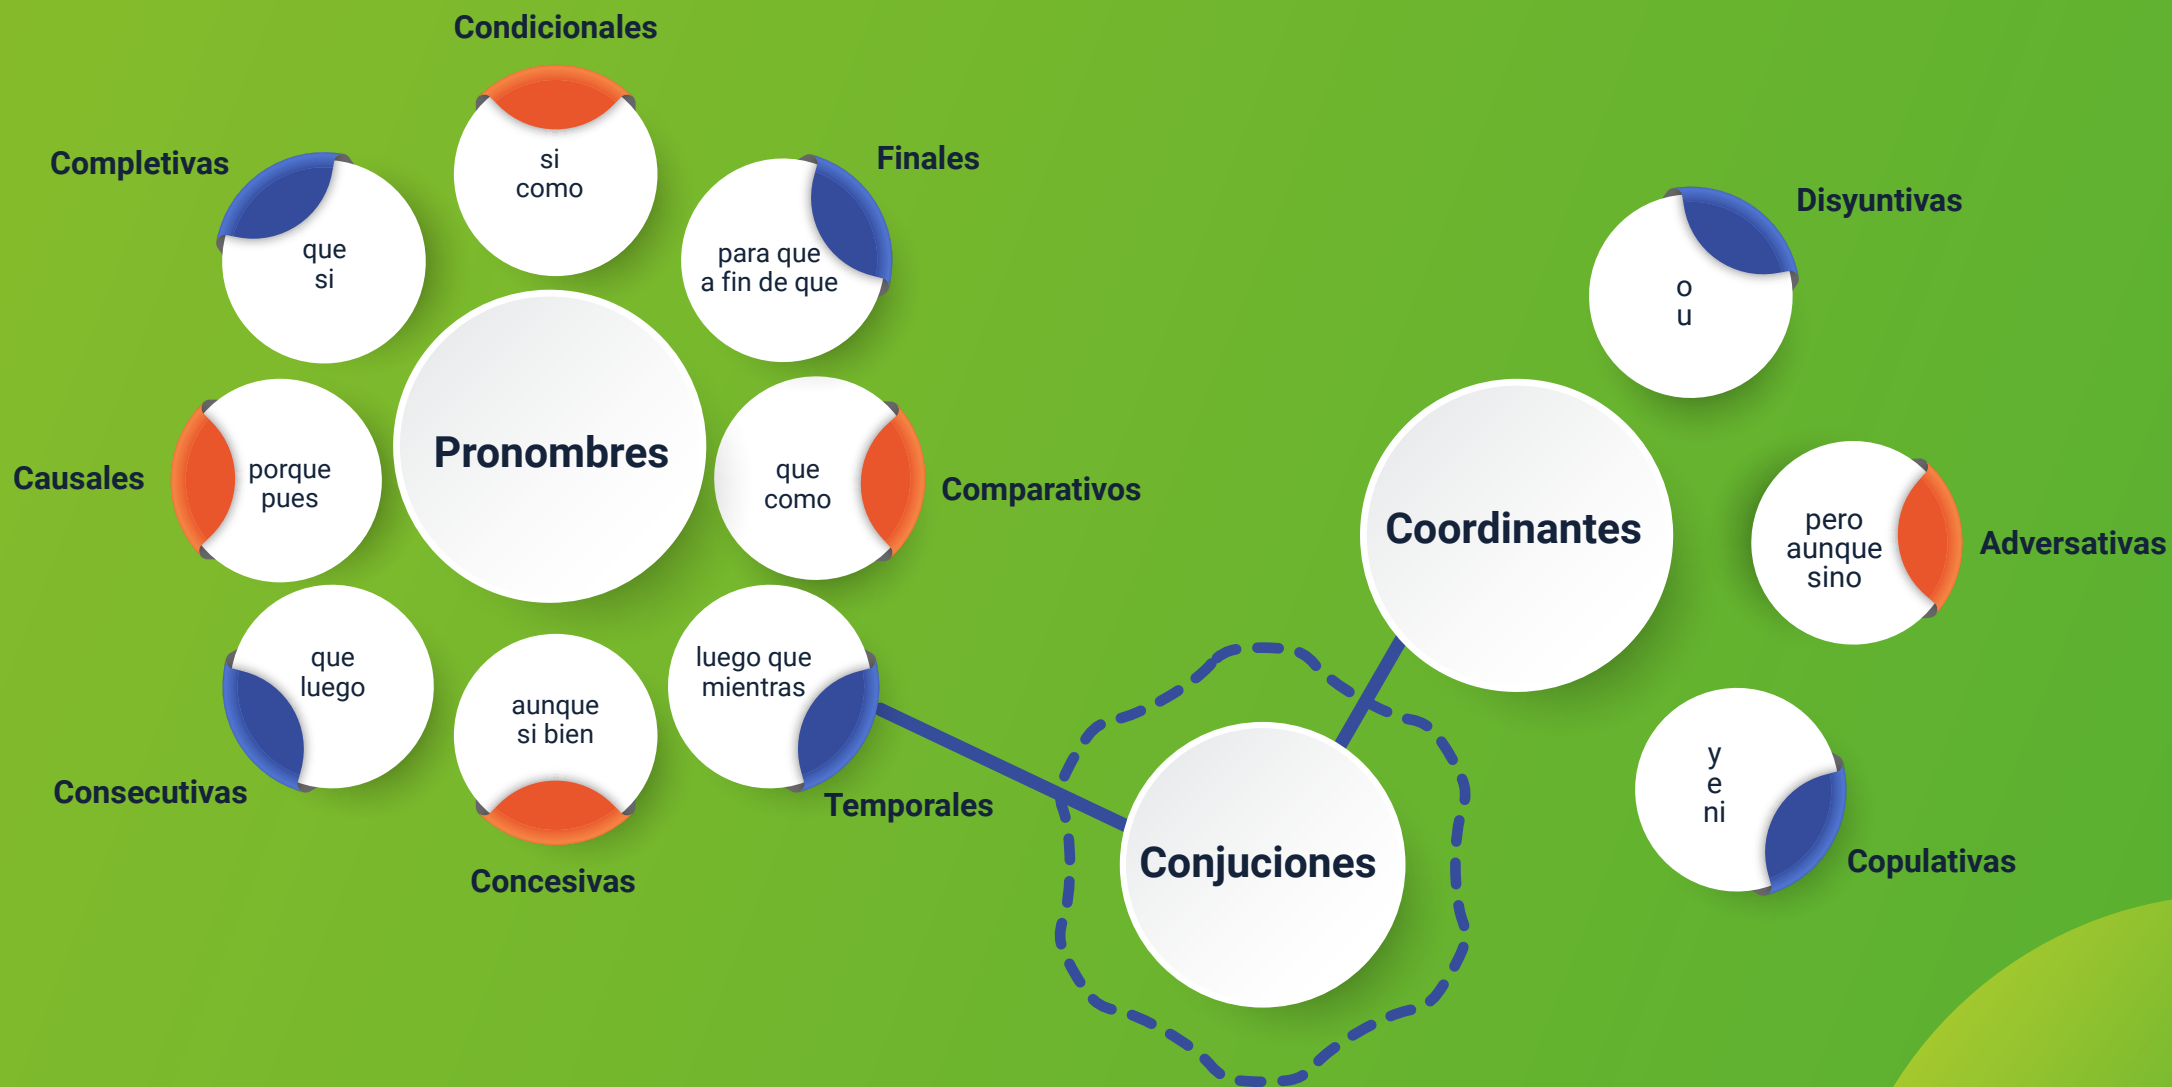 Condicionales
si
como
Completivas
que
si
Finales
para que
a fin de que
Pronombres
Causales
porque
pues
que
como
Comparativos
Consecutivas
que
luego
aunque
si bien
Concesivas
luego que
mientras
Temporales
Conjuciones
Coordinantes
Disyuntivas
o
u
pero
aunque
sino
Adversativas
y
e
ni
Copulativas